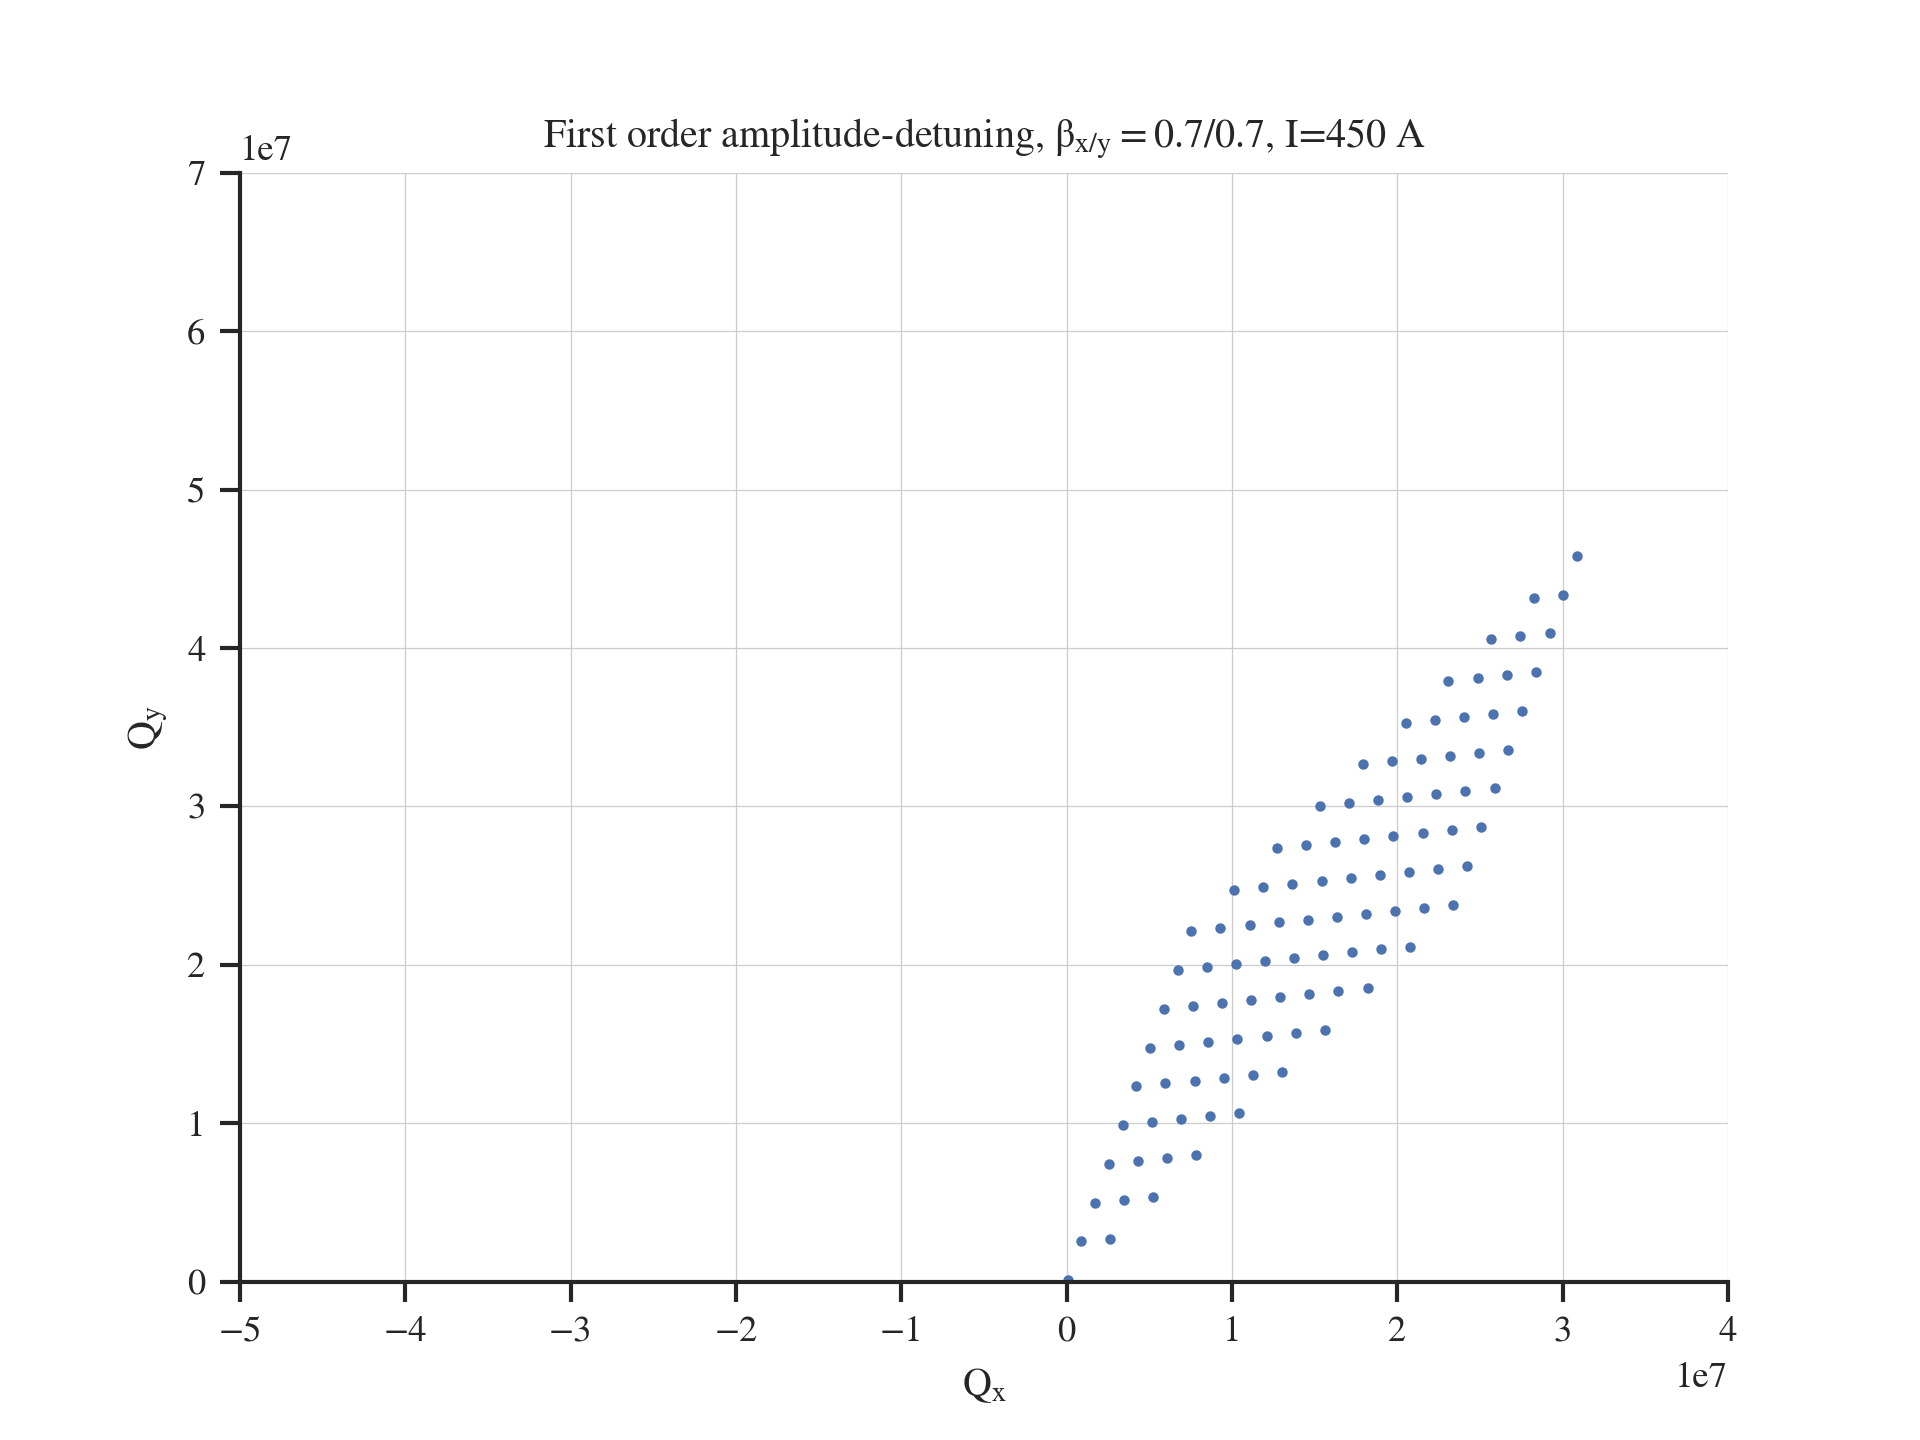 First order amplitude-detuning, βx/y = 0.7/0.7, I=450 A
1e7
7
6
5
4
3
2
1
0
Qy
−5 −4 −3 −2 −1 0 1 2 3 4
1e7
Qx